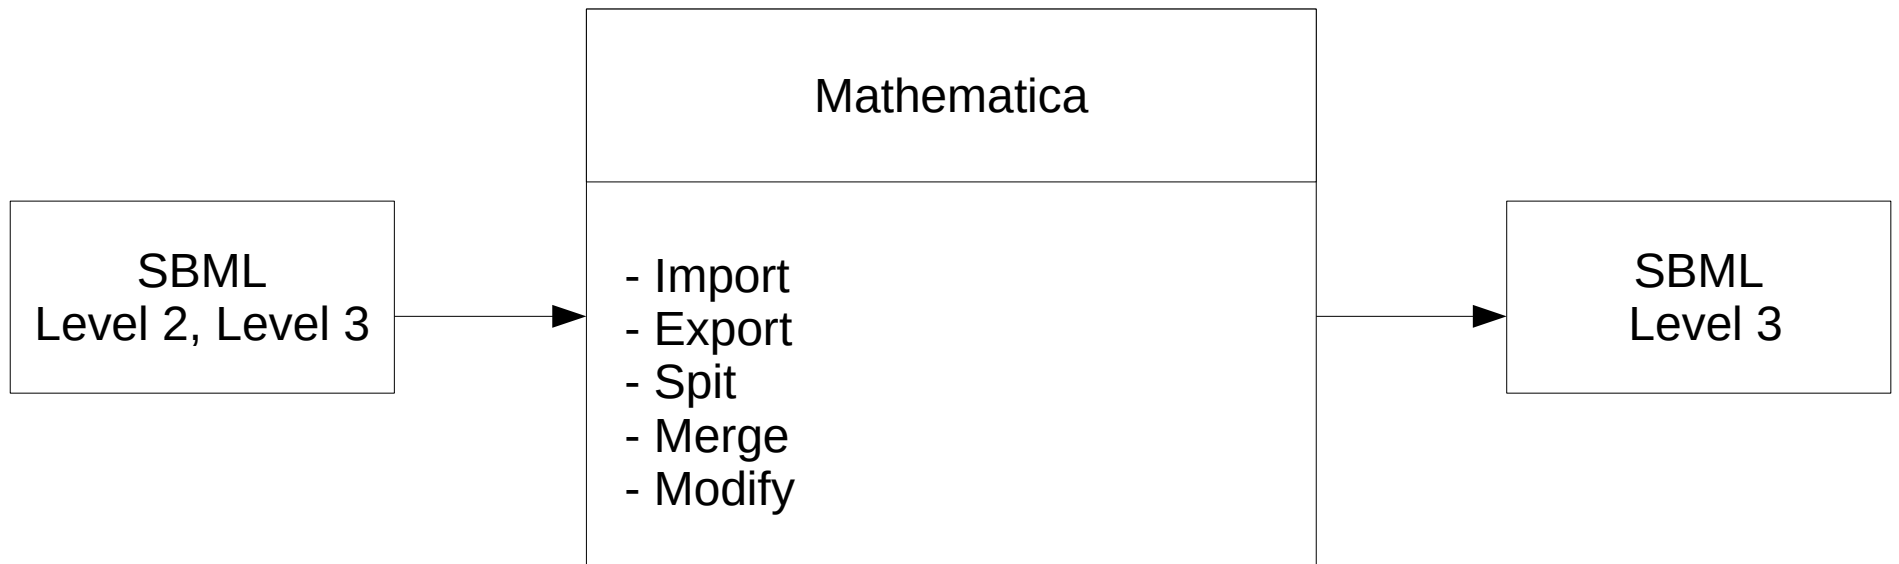 Mathematica
SBML
Level 2, Level 3
- Import
- Export
- Spit
- Merge
- Modify
SBML
Level 3